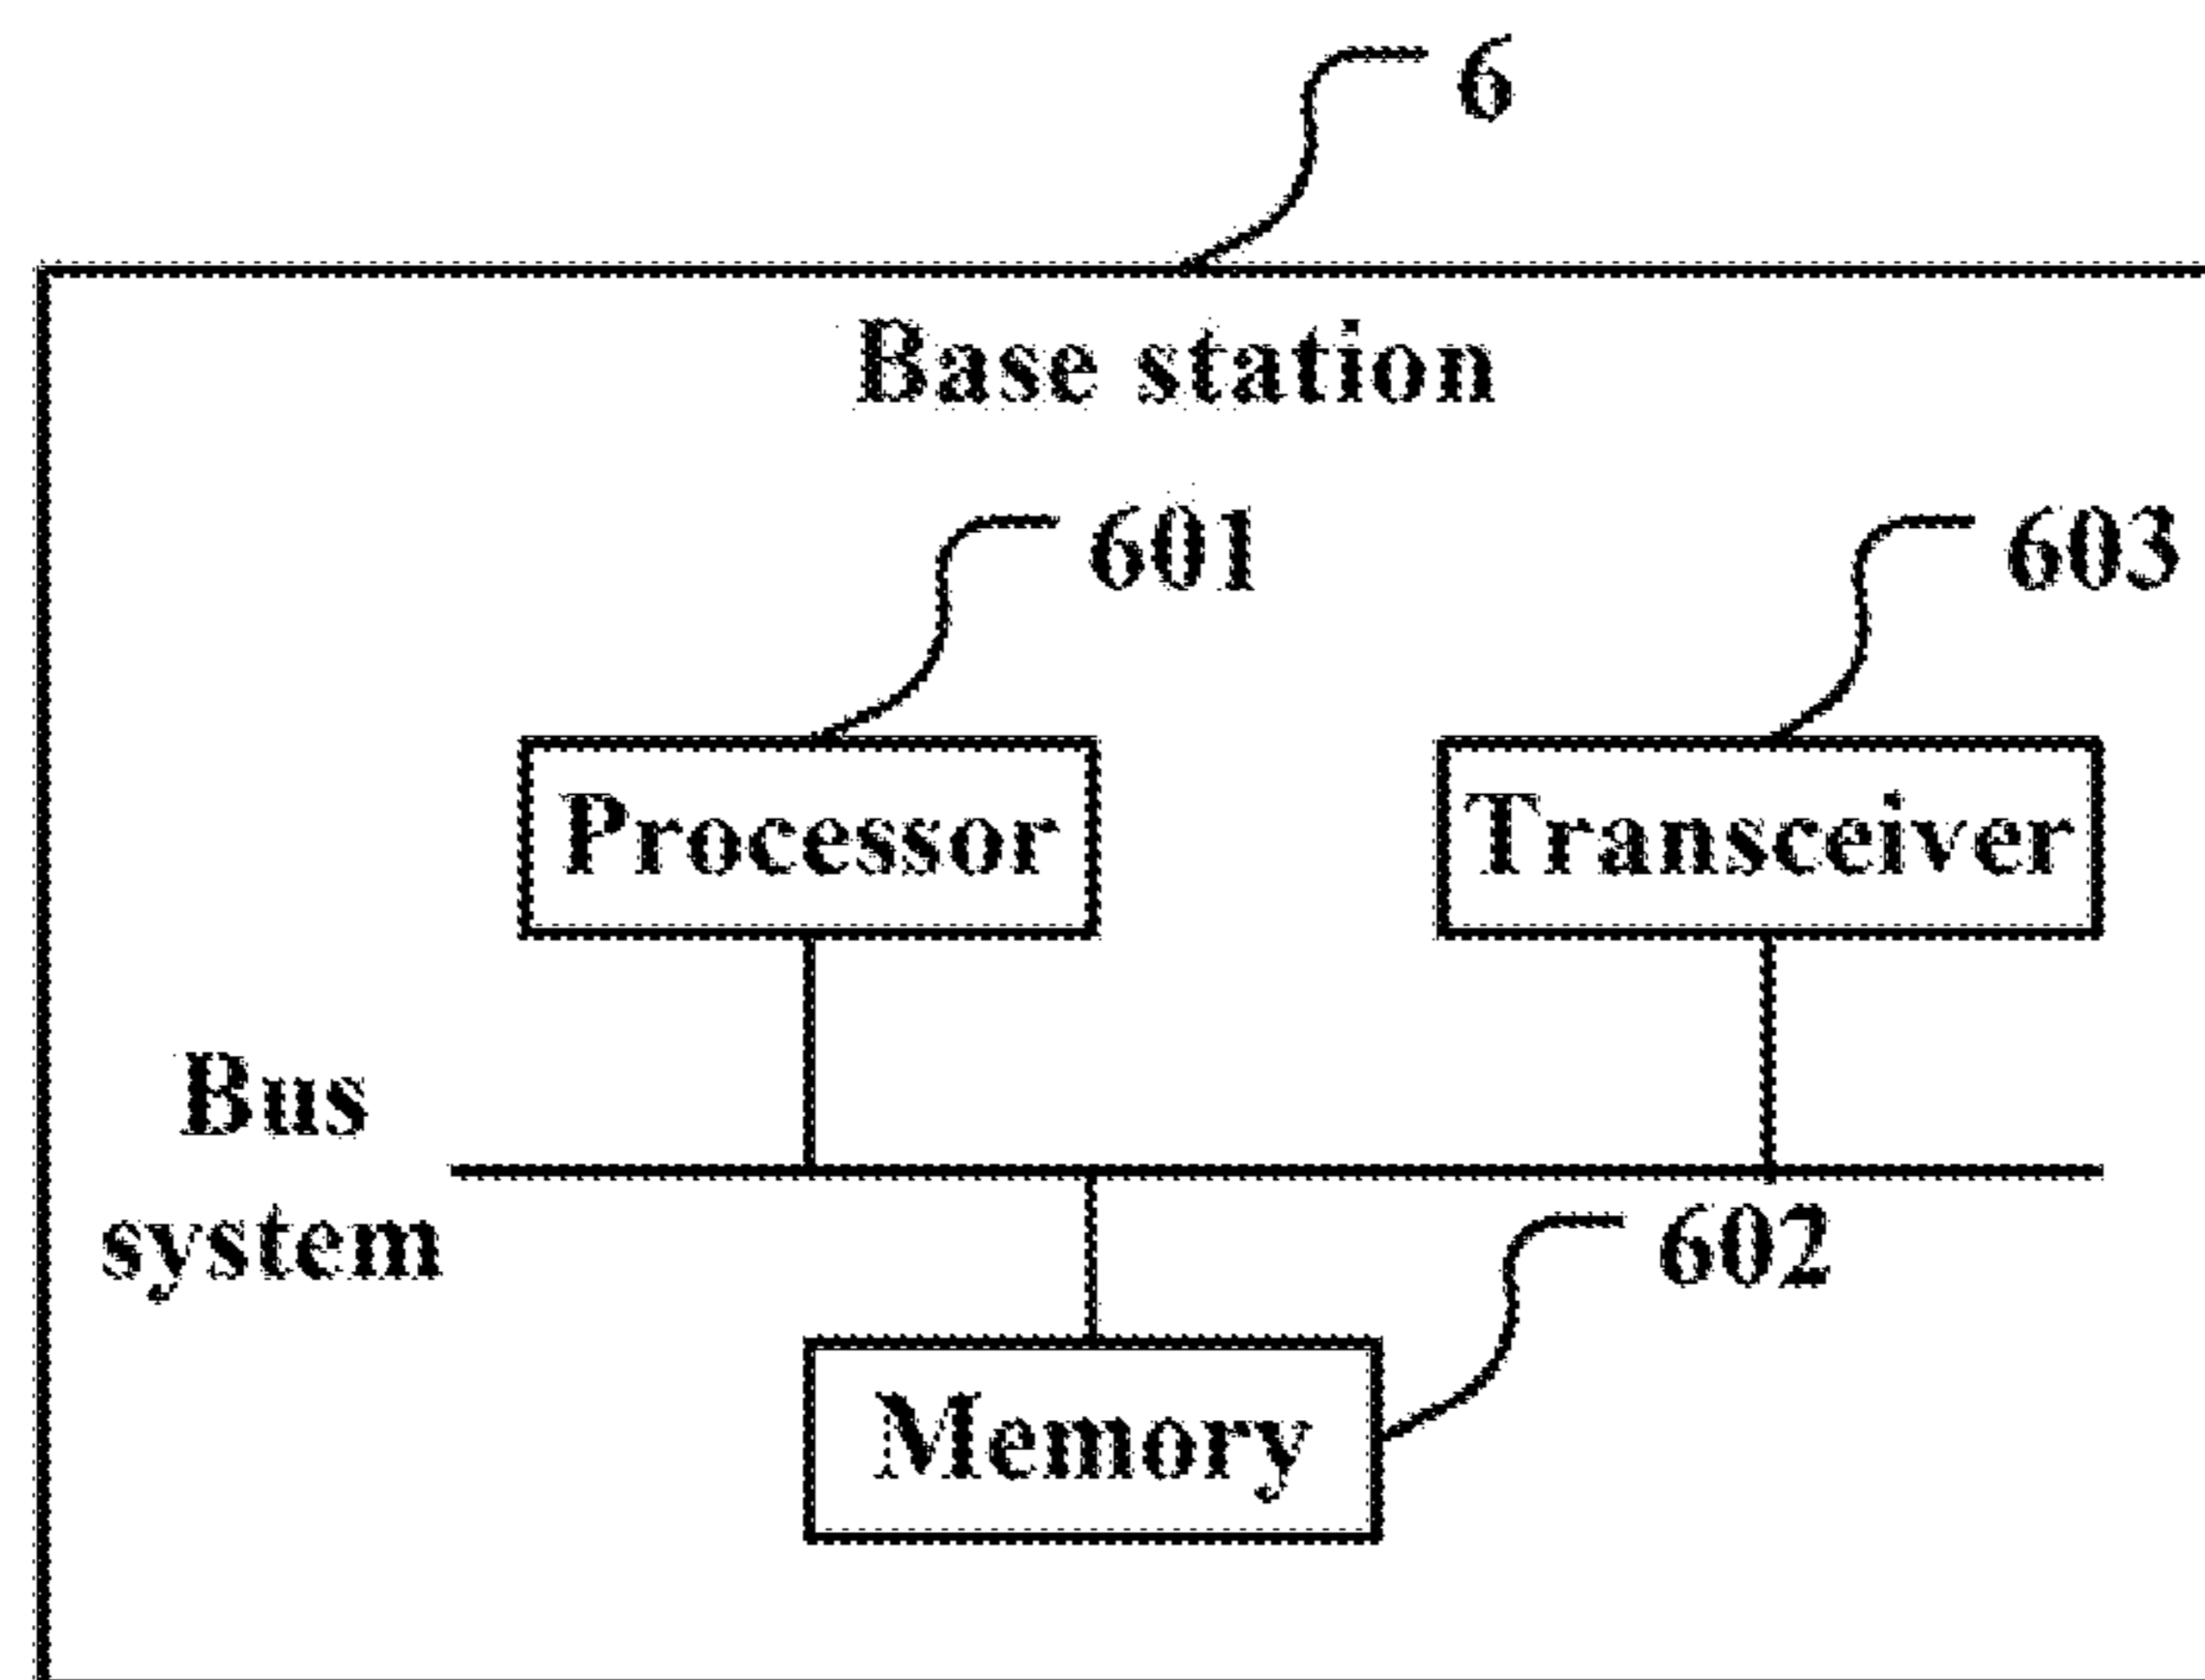 6
Base station
601
603
Processor
Transceiver
Bus
system
602
Memory